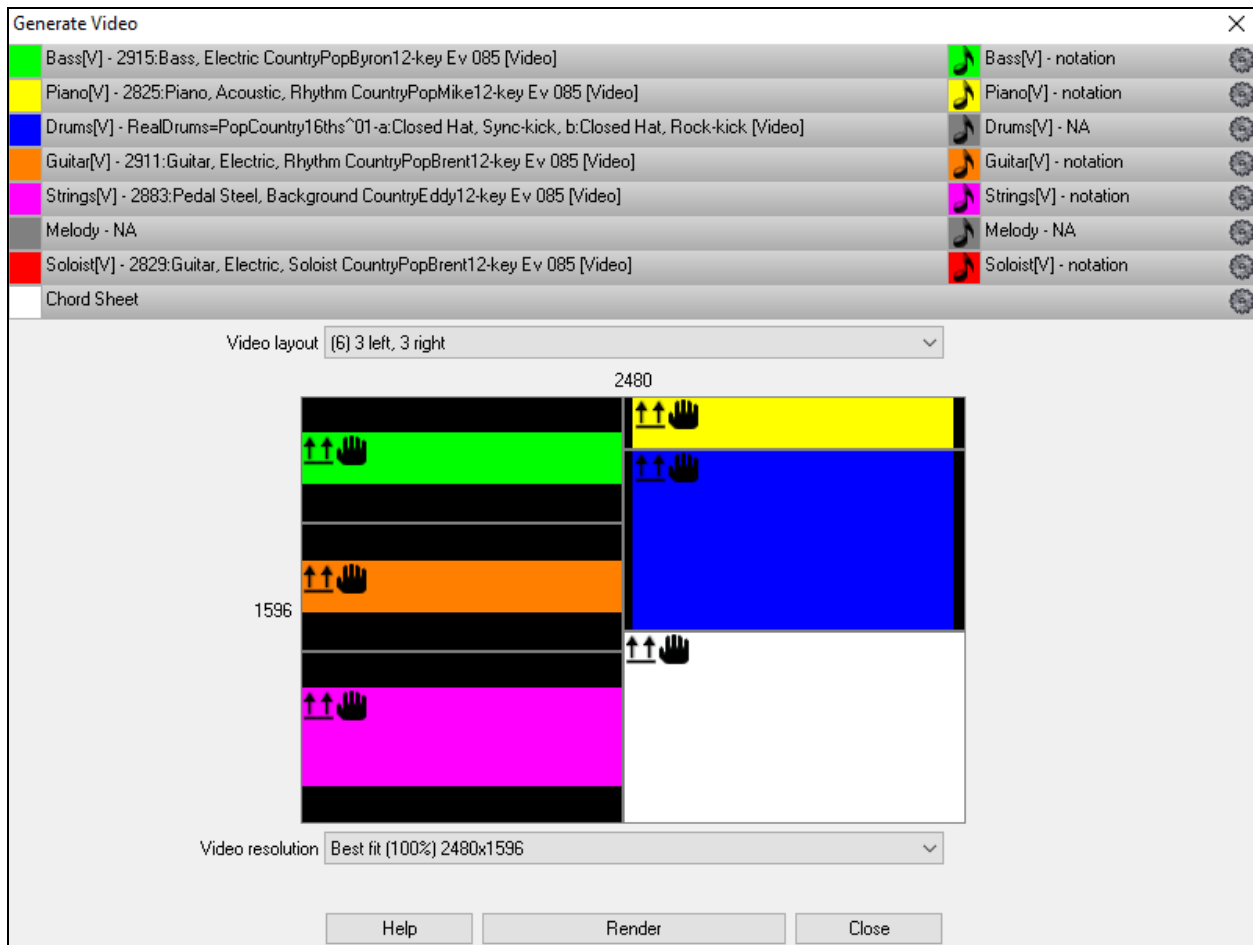 Generate Video
Bass[V] - 2915:Bass, Electric CountryPopByron12-key Ev 085 [Video] Bass[V] - notation
Piano[V] - 2825:Piano, Acoustic, Rhythm CountryPopMike12-key Ev 085 [Video] Piano[V] - notation
Drums[V] - RealDrums=PopCountry16ths^01-a:Closed Hat, Sync-kick, b:Closed Hat, Rock-kick [Video] Drums[V] - NA
Guitar[V] - 2911:Guitar, Electric, Rhythm CountryPopBrent12-key Ev 085 [Video] Guitar[V] - notation
Strings[V] - 2883:Pedal Steel, Background CountryEddy12-key Ev 085 [Video] Strings[V] - notation
Melody - NA Melody - NA
Soloist[V] - 2829:Guitar, Electric, Soloist CountryPopBrent12-key Ev 085 [Video] Soloist[V] - notation
Chord Sheet
Video layout (6) 3 left, 3 right
2480
1596
Video resolution Best fit (100%) 2480x1596
Help Render Close